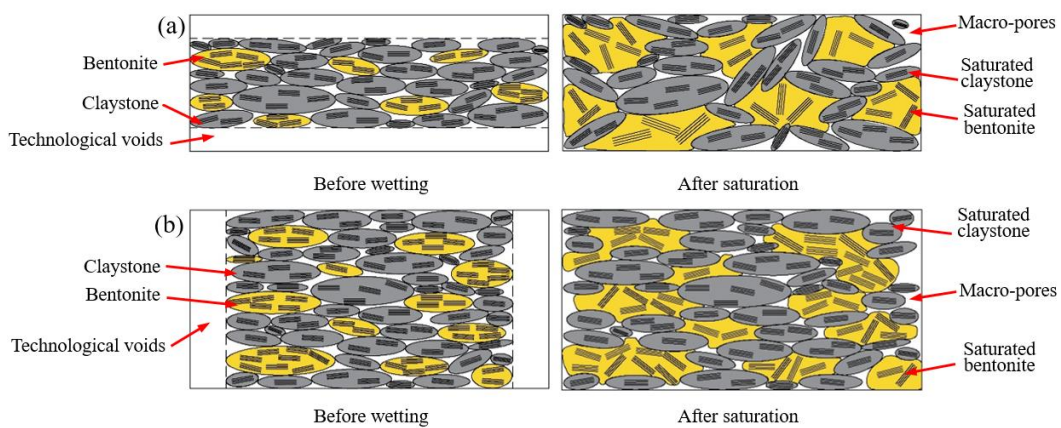 (a)
Bentonite
Claystone
Technological voids
Macro-pores
Saturated
claystone
Saturated
bentonite
Before wetting
After saturation
(b)
Claystone
Bentonite
Technological voids
Saturated
claystone
Macro-pores
Saturated
bentonite
Before wetting
After saturation